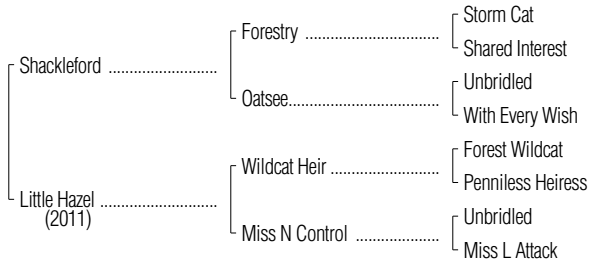 Shackleford
Little Hazel
(2011)
Forestry
Oatsee
Wildcat Heir
Miss N Control
Storm Cat
Shared Interest
Unbridled
With Every Wish
Forest Wildcat
Penniless Heiress
Unbridled
Miss L Attack